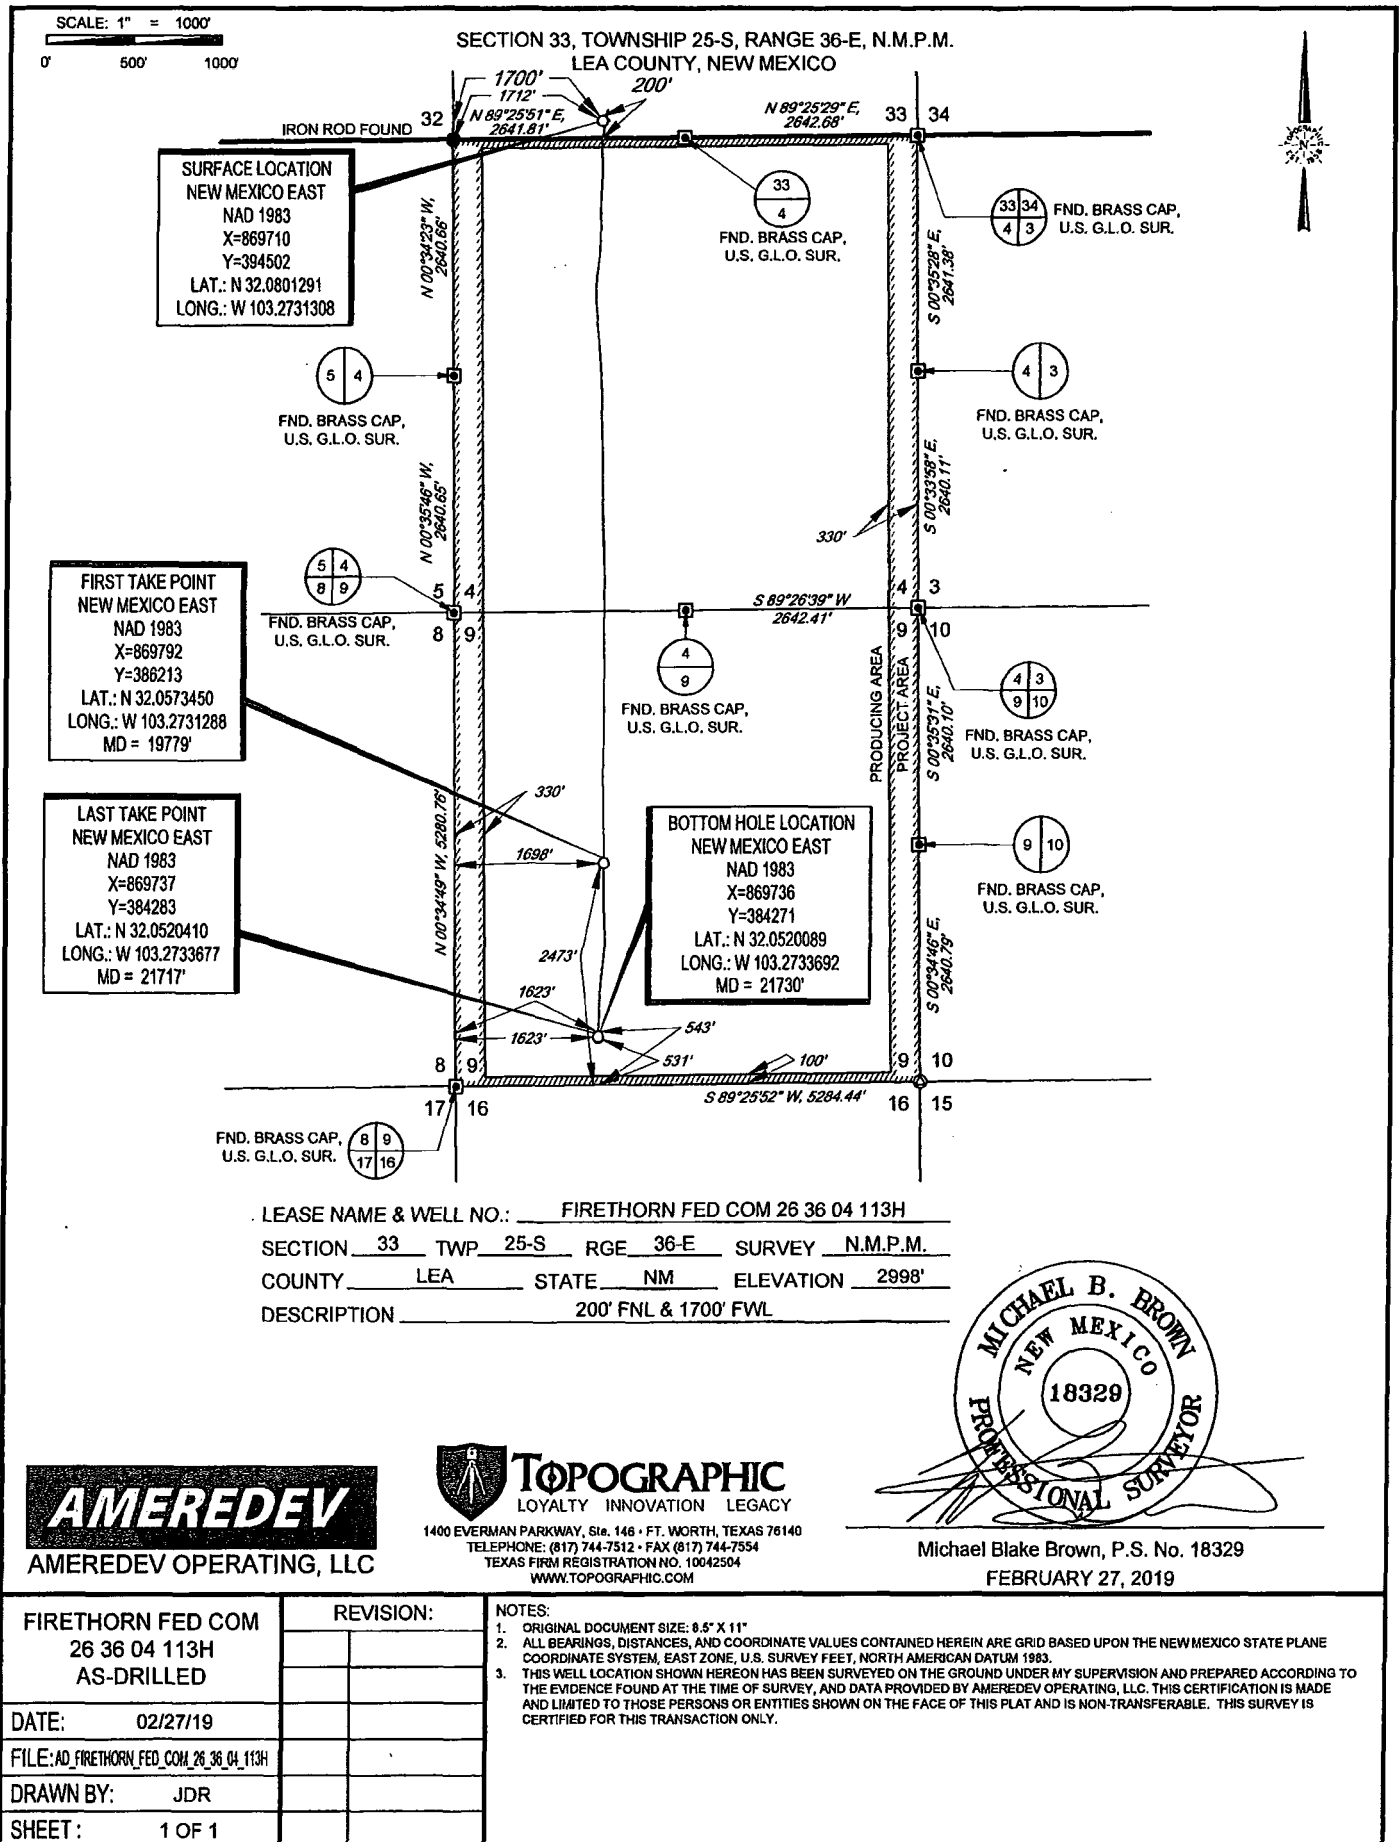 SCALE: 1" = 1000'
0' 500' 1000'
SECTION 33, TOWNSHIP 25-S, RANGE 36-E, N.M.P.M.
LEA COUNTY, NEW MEXICO
1700'
1712'
200'
32
N 89°25'51" E,
2641.81'
N 89°25'29" E,
2642.68'
33 34
IRON ROD FOUND
SURFACE LOCATION
NEW MEXICO EAST
NAD 1983
X=869710
Y=394502
LAT.: N 32.0801291
LONG.: W 103.2731308
N 00°34'23" W,
2640.66'
33
4
FND. BRASS CAP,
U.S. G.L.O. SUR.
33 34
4 3
FND. BRASS CAP,
U.S. G.L.O. SUR.
S 00°35'28" E,
2641.38'
5 4
FND. BRASS CAP,
U.S. G.L.O. SUR.
4 3
FND. BRASS CAP,
U.S. G.L.O. SUR.
N 00°35'46" W,
2640.65'
S 00°33'58" E,
2640.11'
330'
FIRST TAKE POINT
NEW MEXICO EAST
NAD 1983
X=869792
Y=386213
LAT.: N 32.0573450
LONG.: W 103.2731288
MD = 19779'
5 4
8 9
FND. BRASS CAP,
U.S. G.L.O. SUR.
5 4
8 9
S 89°26'39" W
2642.41'
4 3
9 10
4
9
FND. BRASS CAP,
U.S. G.L.O. SUR.
PRODUCING AREA
PROJECT AREA
S 00°35'31" E,
2640.10'
4 3
9 10
FND. BRASS CAP,
U.S. G.L.O. SUR.
LAST TAKE POINT
NEW MEXICO EAST
NAD 1983
X=869737
Y=384283
LAT.: N 32.0520410
LONG.: W 103.2733677
MD = 21717'
N 00°34'49" W, 5280.76'
330'
1698'
BOTTOM HOLE LOCATION
NEW MEXICO EAST
NAD 1983
X=869736
Y=384271
LAT.: N 32.0520089
LONG.: W 103.2733692
MD = 21730'
9 10
FND. BRASS CAP,
U.S. G.L.O. SUR.
2473'
S 00°34'46" E,
2640.79'
1623'
1623'
543'
531'
100'
8 9
17 16
S 89°25'52" W, 5284.44'
9 10
16 15
FND. BRASS CAP,
U.S. G.L.O. SUR.
8 9
17 16
LEASE NAME & WELL NO.: FIRETHORN FED COM 26 36 04 113H
SECTION 33 TWP 25-S RGE 36-E SURVEY N.M.P.M.
COUNTY LEA STATE NM ELEVATION 2998'
DESCRIPTION 200' FNL & 1700' FWL
MICHAEL B. BROWN
NEW MEXICO
18329
PROFESSIONAL SURVEYOR
AMEREDEV
AMEREDEV OPERATING, LLC
TOPOGRAPHIC
LOYALTY INNOVATION LEGACY
1400 EVERMAN PARKWAY, Ste. 146 • FT. WORTH, TEXAS 76140
TELEPHONE: (817) 744-7512 • FAX (817) 744-7554
TEXAS FIRM REGISTRATION NO. 10042504
WWW.TOPOGRAPHIC.COM
Michael Blake Brown, P.S. No. 18329
FEBRUARY 27, 2019
FIRETHORN FED COM
26 36 04 113H
AS-DRILLED
REVISION:
DATE: 02/27/19
FILE:AD_FIRETHORN_FED_COM_26_36_04_113H
DRAWN BY: JDR
SHEET : 1 OF 1
NOTES:
1. ORIGINAL DOCUMENT SIZE: 8.5" X 11"
2. ALL BEARINGS, DISTANCES, AND COORDINATE VALUES CONTAINED HEREIN ARE GRID BASED UPON THE NEW MEXICO STATE PLANE
COORDINATE SYSTEM, EAST ZONE, U.S. SURVEY FEET, NORTH AMERICAN DATUM 1983.
3. THIS WELL LOCATION SHOWN HEREON HAS BEEN SURVEYED ON THE GROUND UNDER MY SUPERVISION AND PREPARED ACCORDING TO
THE EVIDENCE FOUND AT THE TIME OF SURVEY, AND DATA PROVIDED BY AMEREDEV OPERATING, LLC. THIS CERTIFICATION IS MADE
AND LIMITED TO THOSE PERSONS OR ENTITIES SHOWN ON THE FACE OF THIS PLAT AND IS NON-TRANSFERABLE. THIS SURVEY IS
CERTIFIED FOR THIS TRANSACTION ONLY.